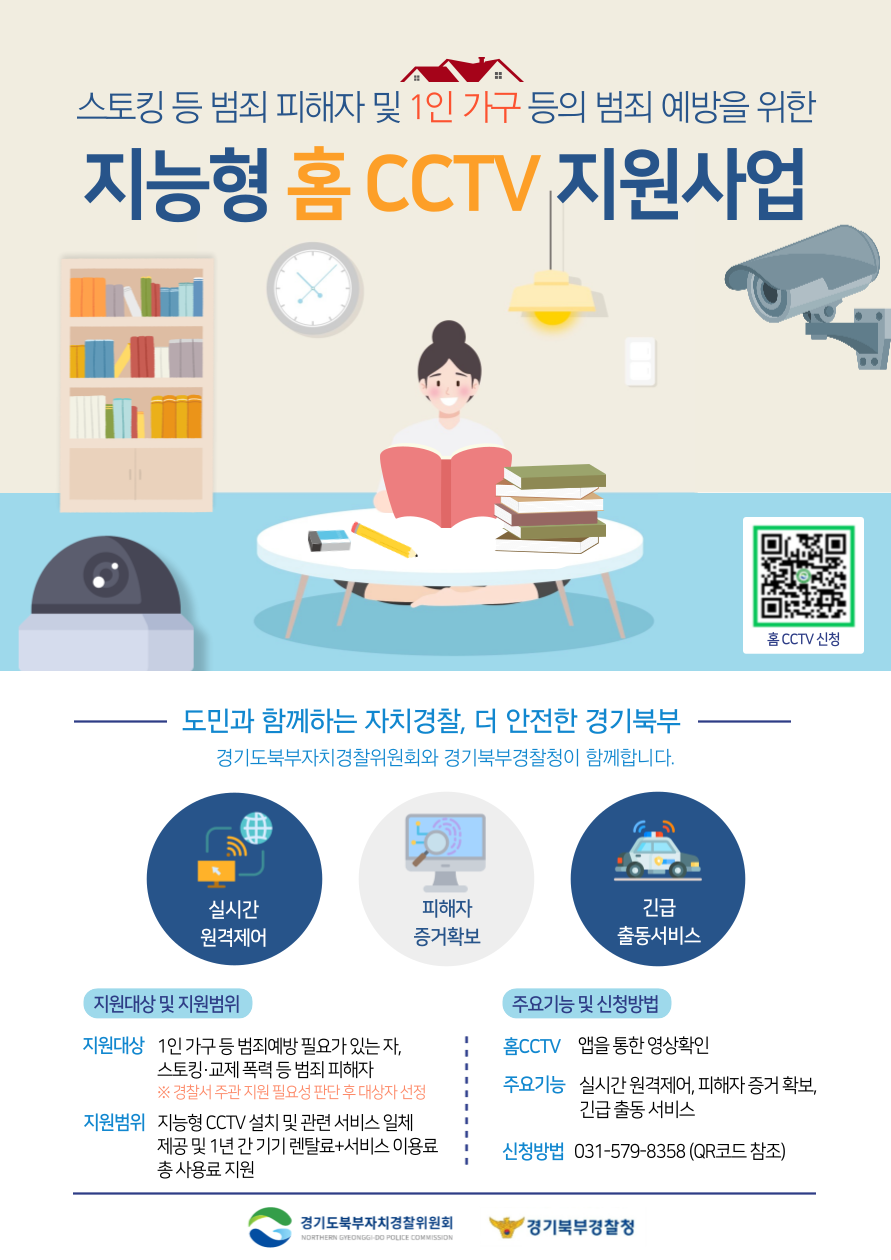 스토킹 등 범죄 피해자 및 1인 가구 등의 범죄 예방을 위한
지능형 홈 CCTV 지원사업
홈 CCTV 신청
도민과 함께하는 자치경찰, 더 안전한 경기북부
경기도북부자치경찰위원회와 경기북부경찰청이 함께합니다.
실시간
원격제어
피해자
증거확보
긴급
출동서비스
지원대상 및 지원범위
지원대상 1인 가구 등 범죄예방 필요가 있는 자,
스토킹·교제 폭력 등 범죄 피해자
※ 경찰서 주관 지원 필요성 판단 후 대상자 선정
지원범위 지능형 CCTV 설치 및 관련 서비스 일체
제공 및 1년 간 기기 렌탈료+서비스 이용료
총 사용료 지원
주요기능 및 신청방법
홈CCTV 앱을 통한 영상확인
주요기능 실시간 원격제어, 피해자 증거 확보,
긴급 출동 서비스
신청방법 031-579-8358 (QR코드 참조)
경기도북부자치경찰위원회
NORTHERN GYEONGGI-DO POLICE COMMISSION
경기북부경찰청